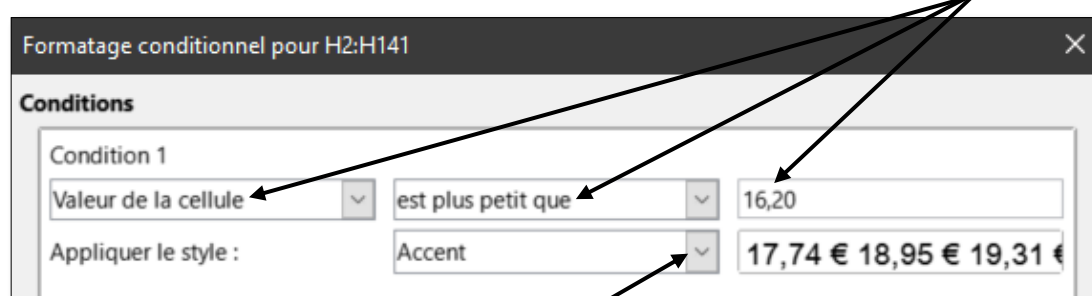 Formatage conditionnel pour H2:H141
Conditions
Condition 1
Valeur de la cellule est plus petit que 16,20
Appliquer le style : Accent 17,74 € 18,95 € 19,31 €